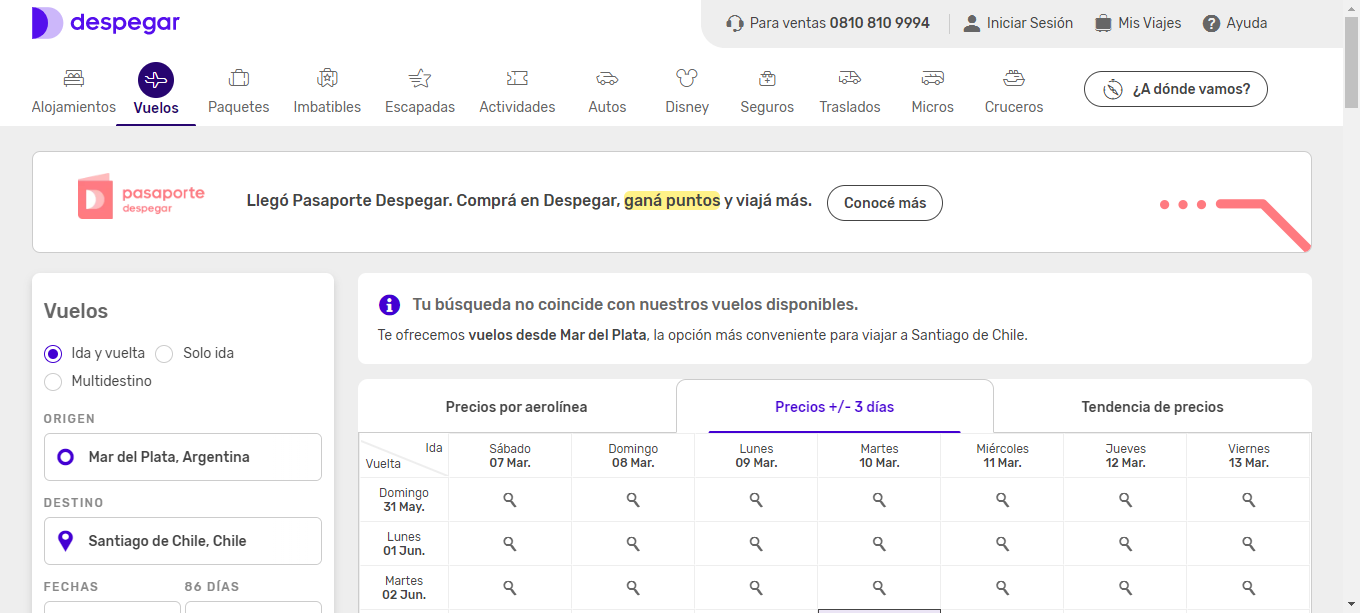 despegar
Para ventas 0810 810 9994
Iniciar Sesión
Mis Viajes
Ayuda
Alojamientos
Vuelos
Paquetes
Imbatibles
Escapadas
Actividades
Autos
Disney
Seguros
Traslados
Micros
Cruceros
¿A dónde vamos?
pasaporte
despegar
Llegó Pasaporte Despegar. Comprá en Despegar, ganá puntos y viajá más.
Conocé más
Vuelos
Ida y vuelta
Solo ida
Multidestino
ORIGEN
Mar del Plata, Argentina
DESTINO
Santiago de Chile, Chile
FECHAS
86 DÍAS
Tu búsqueda no coincide con nuestros vuelos disponibles.
Te ofrecemos vuelos desde Mar del Plata, la opción más conveniente para viajar a Santiago de Chile.
Precios por aerolínea
Precios +/- 3 días
Tendencia de precios
Ida
Vuelta
Sábado
07 Mar.
Domingo
08 Mar.
Lunes
09 Mar.
Martes
10 Mar.
Miércoles
11 Mar.
Jueves
12 Mar.
Viernes
13 Mar.
Domingo
31 May.
Lunes
01 Jun.
Martes
02 Jun.